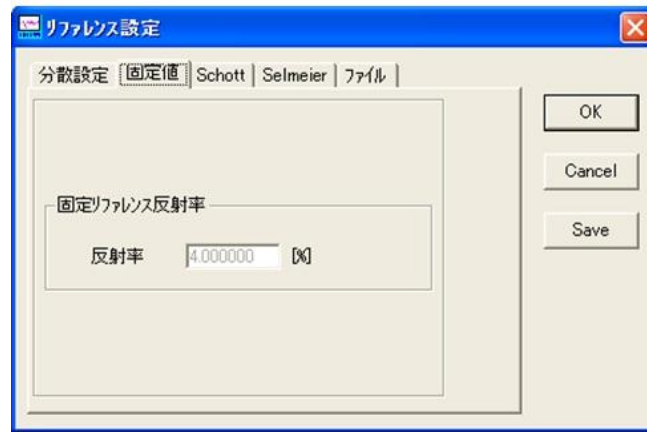 リファレンス設定
分散設定 固定値 Schott Selmeier ファイル
OK
Cancel
Save
固定リファレンス反射率
反射率 4.000000 [%]